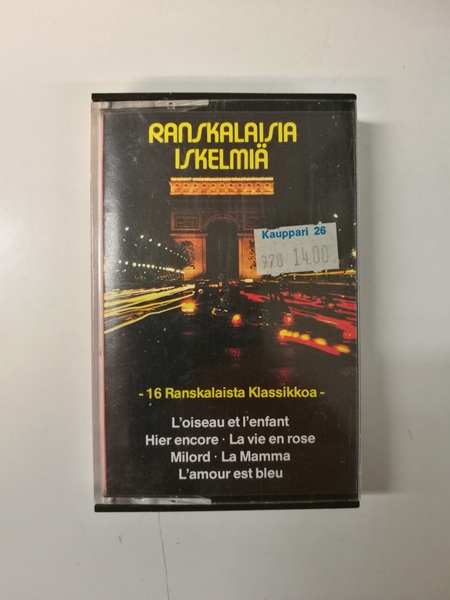 RANSKALAISIA
ISKELMIÄ
Kauppari 26
978 14.00
- 16 Ranskalaista Klassikkoa -
L'oiseau et l'enfant
Hier encore · La vie en rose
Milord · La Mamma
L'amour est bleu